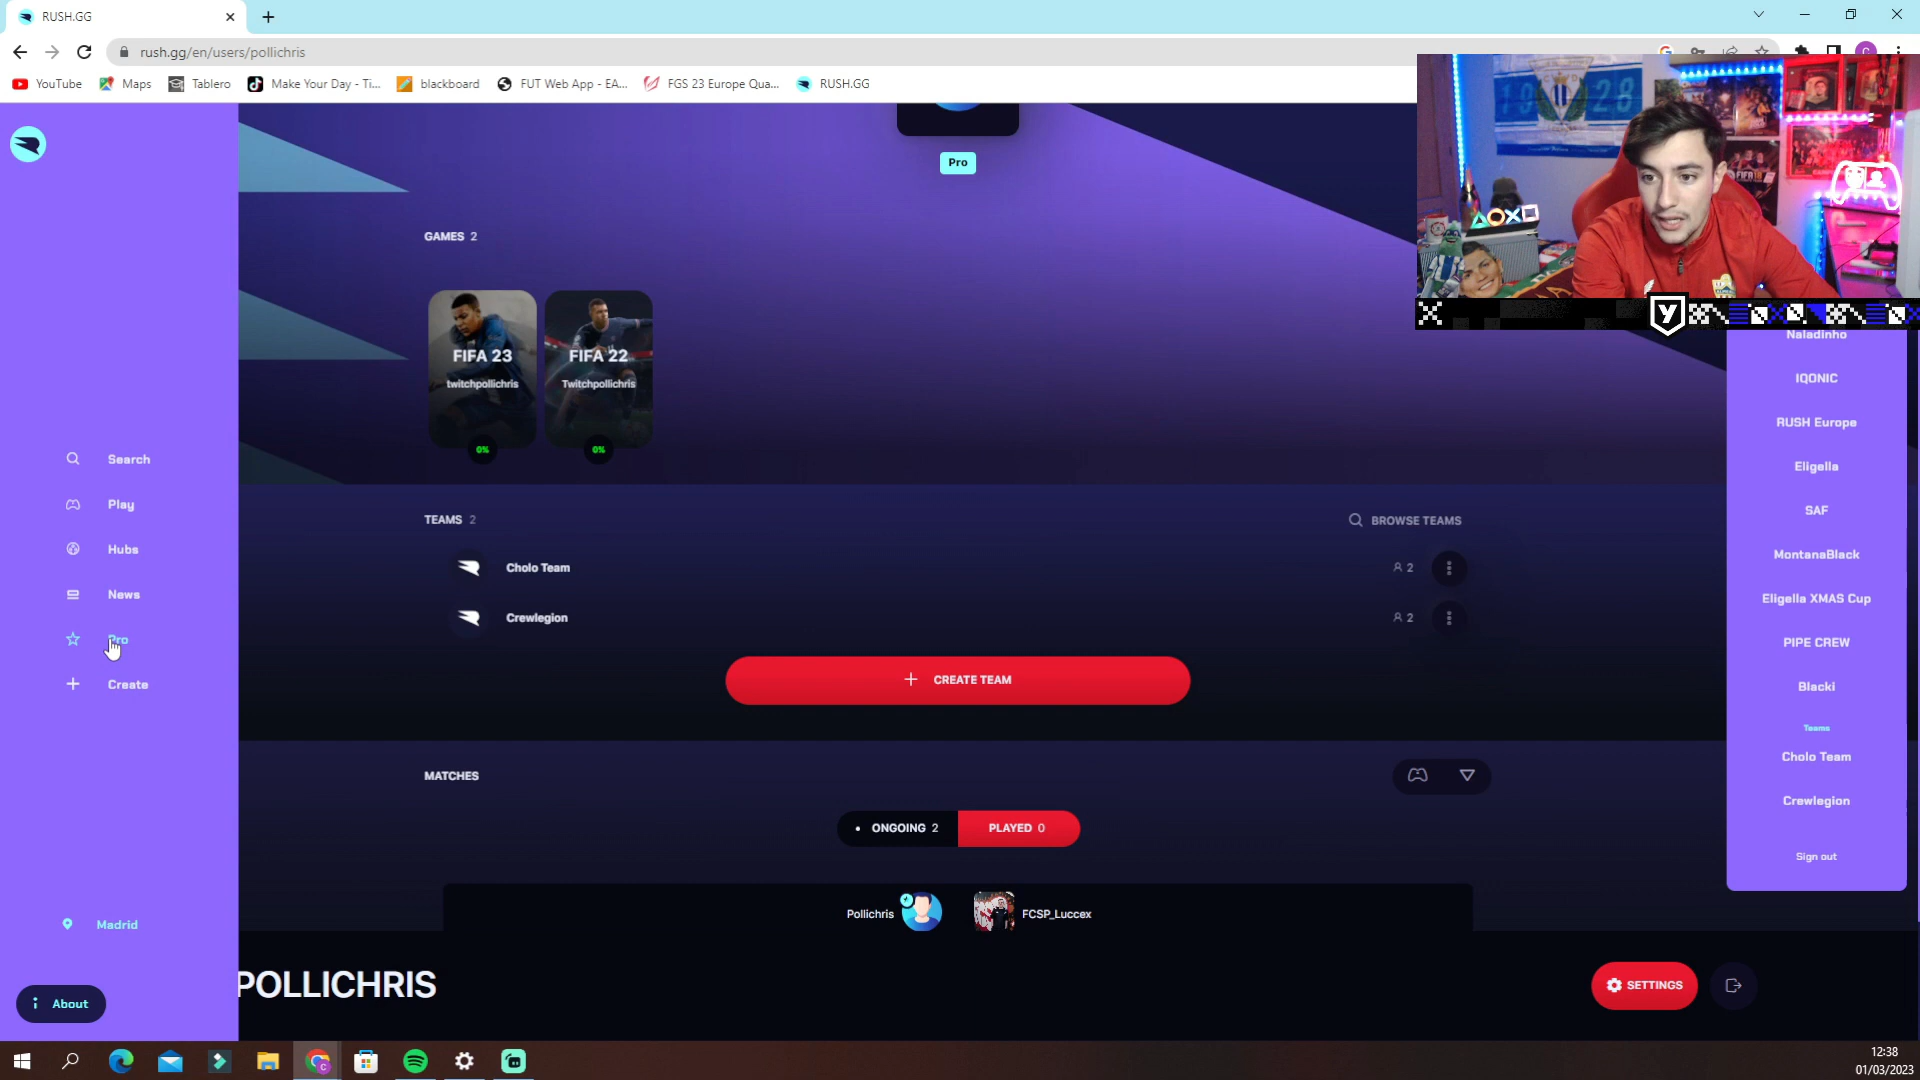 RUSH.GG
rush.gg/en/users/pollichris
YouTube
Maps
Tablero
Make Your Day - Ti...
blackboard
FUT Web App - EA...
FGS 23 Europe Qua...
RUSH.GG
1928
Pro
GAMES 2
FIFA 23
twitchpollichris
0%
FIFA 22
Twitchpollichris
0%
Search
Play
Hubs
News
Pro
Create
Madrid
About
TEAMS 2
BROWSE TEAMS
Cholo Team
2
Crewlegion
2
CREATE TEAM
MATCHES
ONGOING 2
PLAYED 0
Pollichris
FCSP_Luccex
POLLICHRIS
SETTINGS
Naladinho
IQONIC
RUSH Europe
Eligella
SAF
MontanaBlack
Eligella XMAS Cup
PIPE CREW
Blacki
Teams
Cholo Team
Crewlegion
Sign out
12:38
01/03/2023